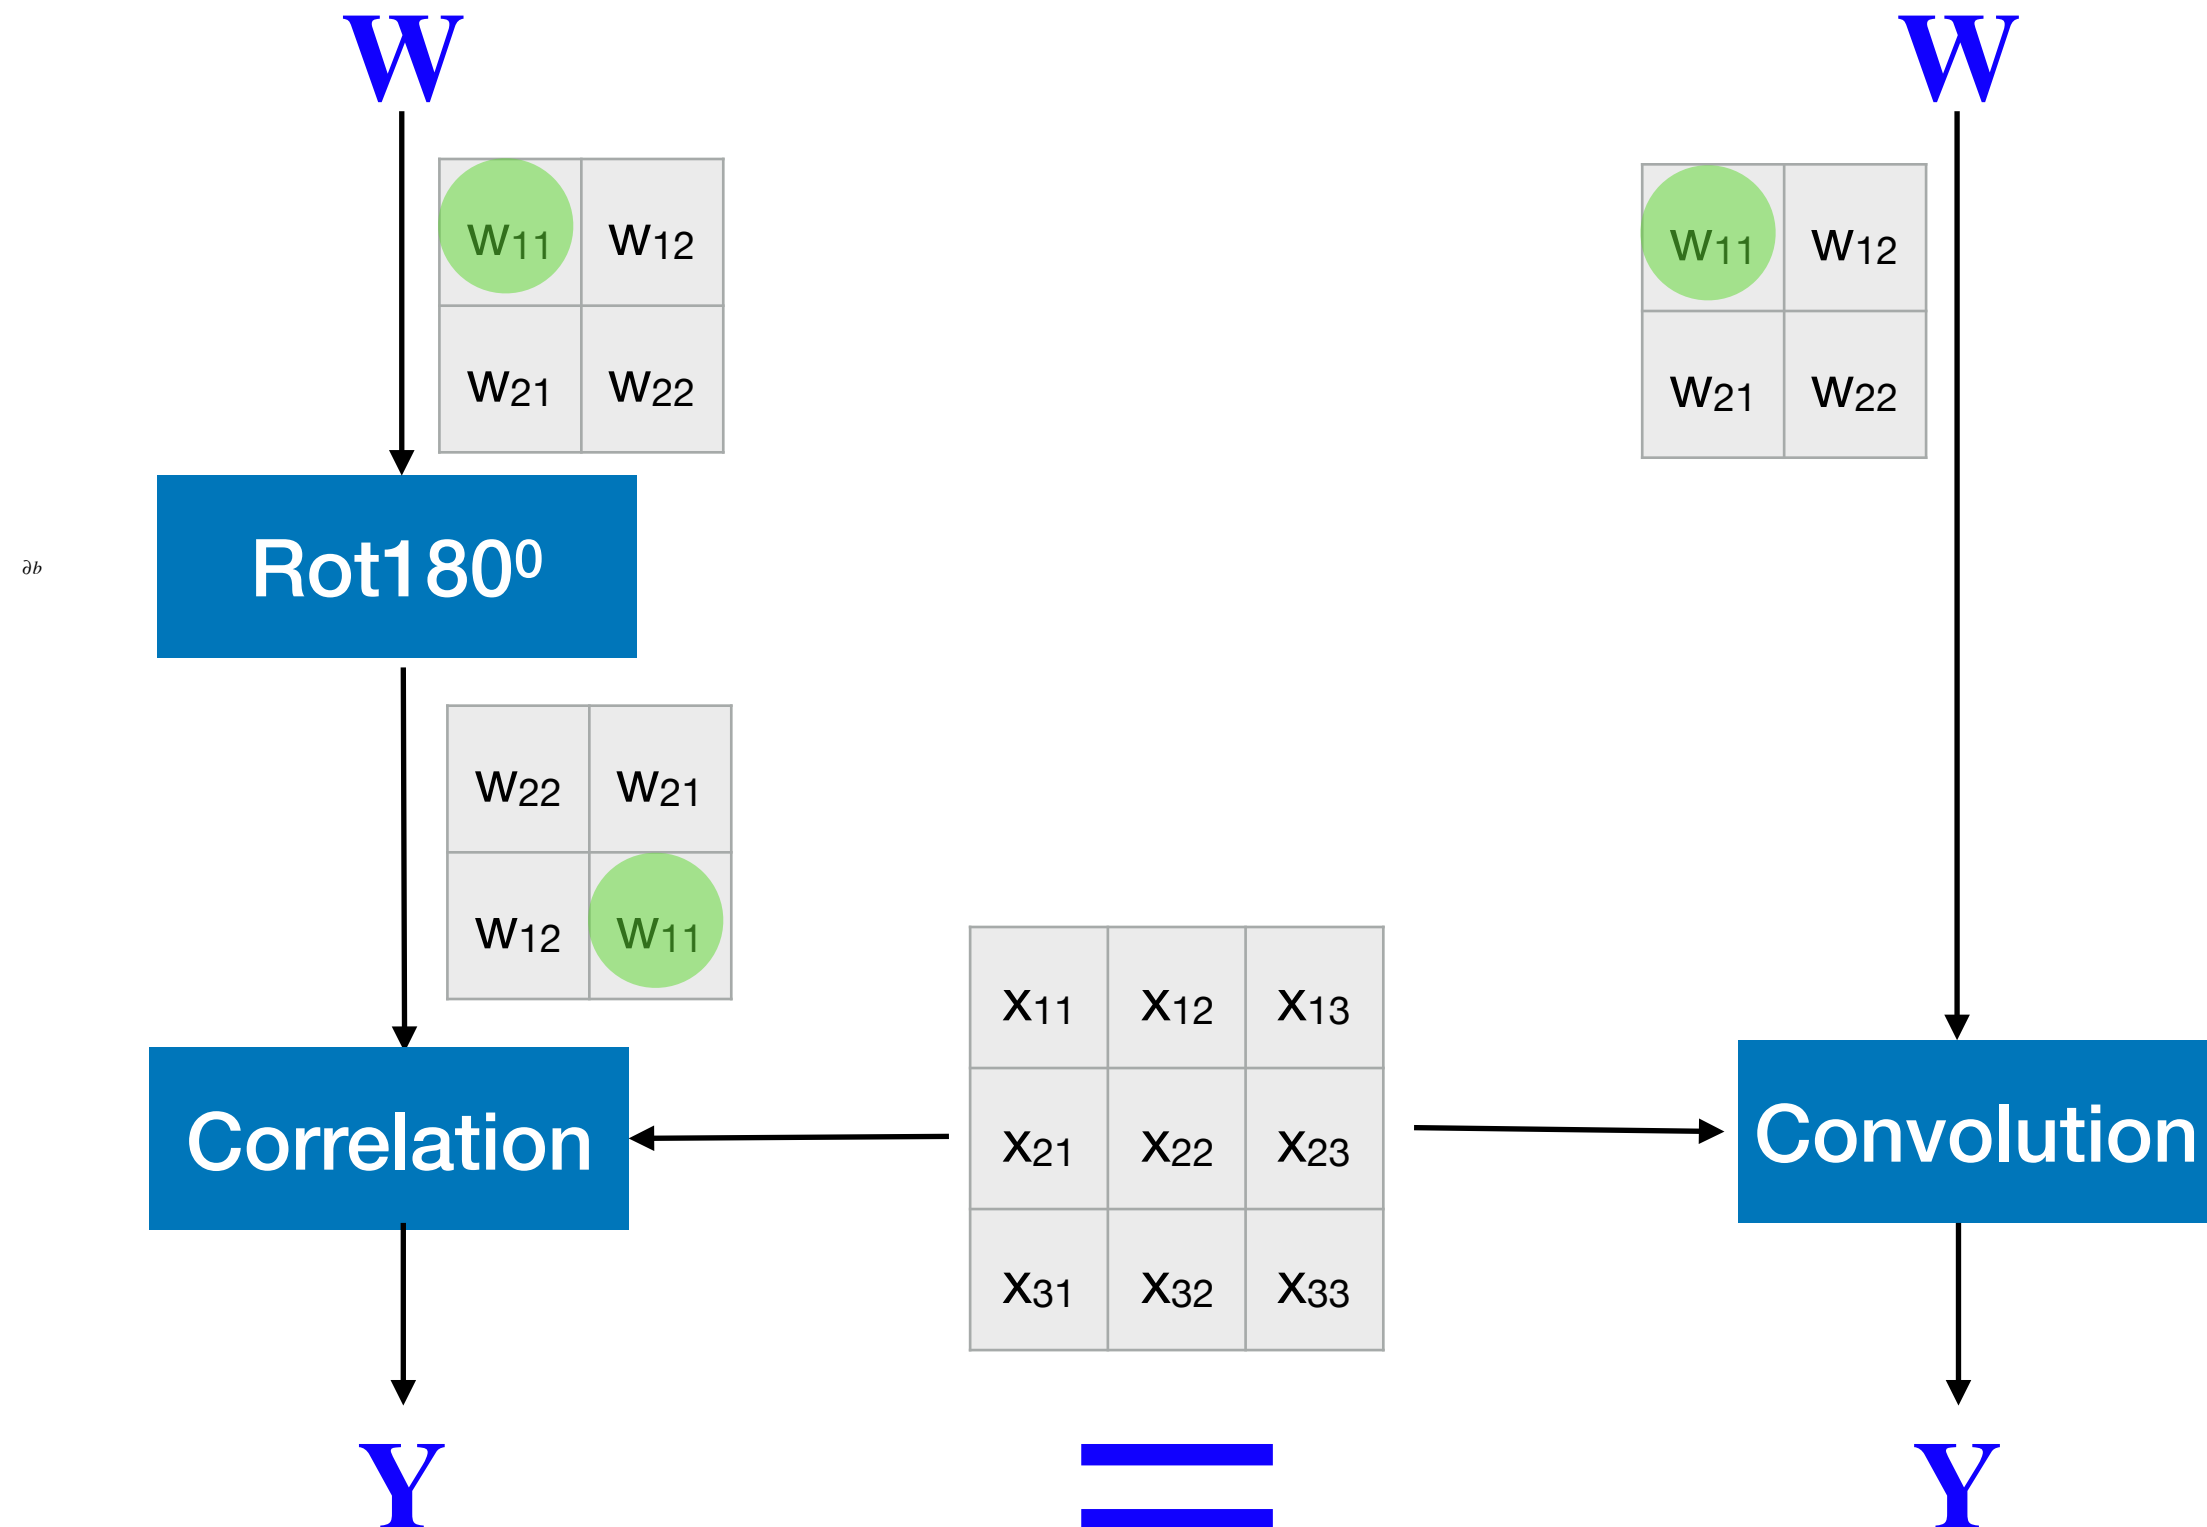 W
W
w11 w12
w21 w22
w11 w12
w21 w22
∂b
Rot180⁰
w22 w21
w12 w11
x11 x12 x13
x21 x22 x23
x31 x32 x33
Correlation
Convolution
Y
=
Y